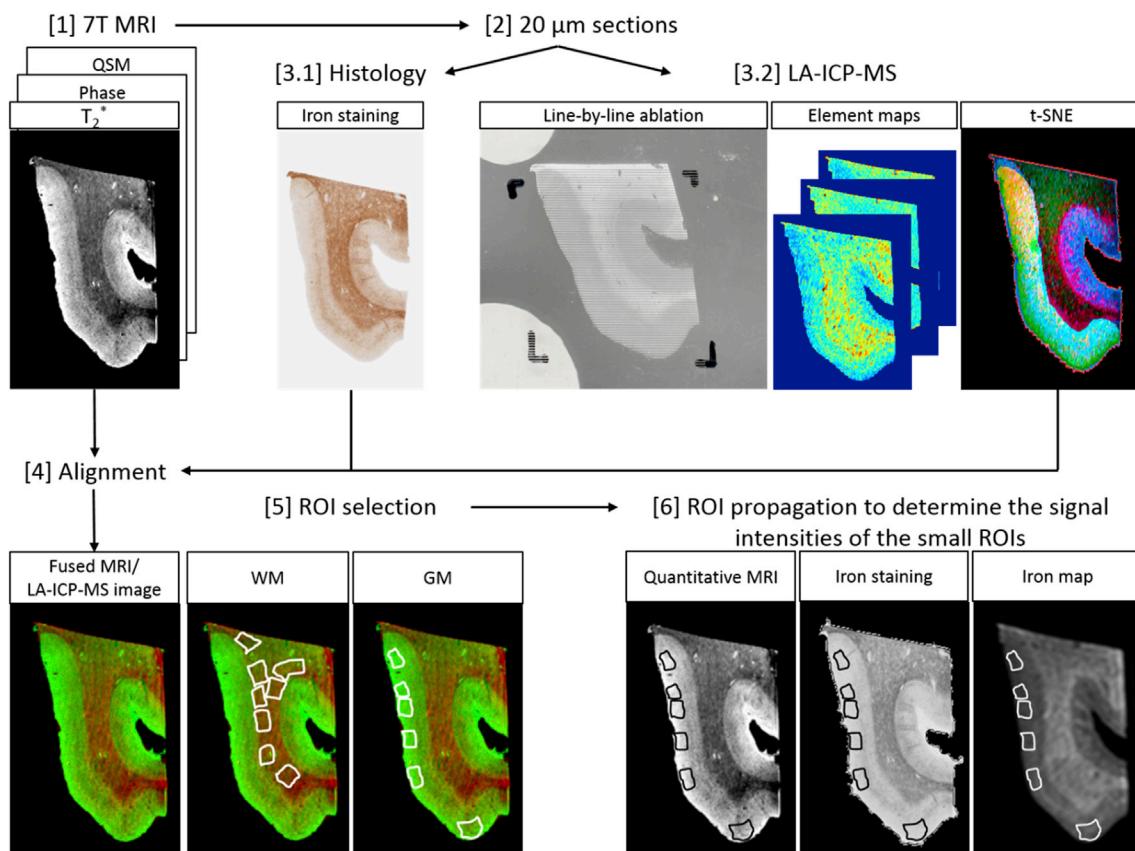 [1] 7T MRI
[2] 20 µm sections
QSM
Phase
T2*
[3.1] Histology
[3.2] LA-ICP-MS
Iron staining
Line-by-line ablation
Element maps
t-SNE
[4] Alignment
[5] ROI selection
[6] ROI propagation to determine the signal
intensities of the small ROIs
Fused MRI/
LA-ICP-MS image
WM
GM
Quantitative MRI
Iron staining
Iron map